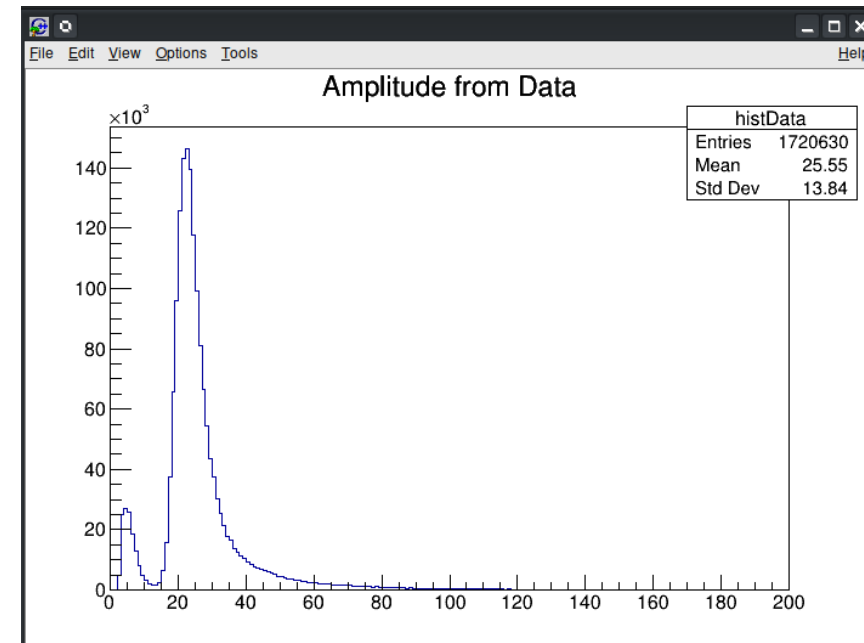 File Edit View Options Tools Help
Amplitude from Data
×10³
histData
Entries 1720630
Mean 25.55
Std Dev 13.84
140
120
100
80
60
40
20
0
0 20 40 60 80 100 120 140 160 180 200